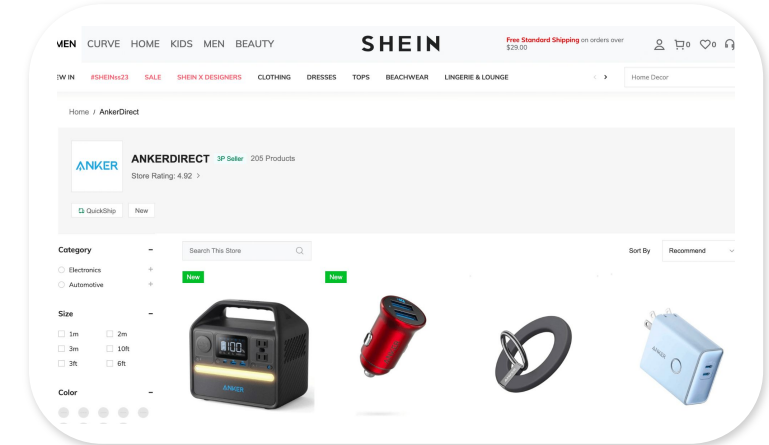 MEN CURVE HOME KIDS MEN BEAUTY
SHEIN
Free Standard Shipping on orders over
$29.00
0 0
EW IN #SHEINss23 SALE SHEIN X DESIGNERS CLOTHING DRESSES TOPS BEACHWEAR LINGERIE & LOUNGE
Home Decor
Home / AnkerDirect
ANKER
ANKERDIRECT 3P Seller 205 Products
Store Rating: 4.92 >
QuickShip New
Category −
Search This Store
Sort By Recommend
Electronics +
Automotive +
New
New
Size −
1m 2m
3m 10ft
3ft 6ft
Color −
100
ANKER
ANKER